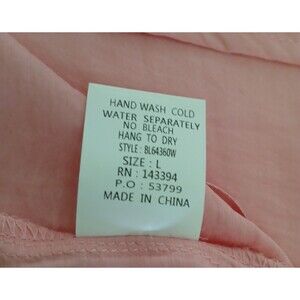 HAND WASH COLD
WATER SEPARATELY
NO BLEACH
HANG TO DRY
STYLE : BL64360W
SIZE : L
RN : 143394
P.O : 53799
MADE IN CHINA